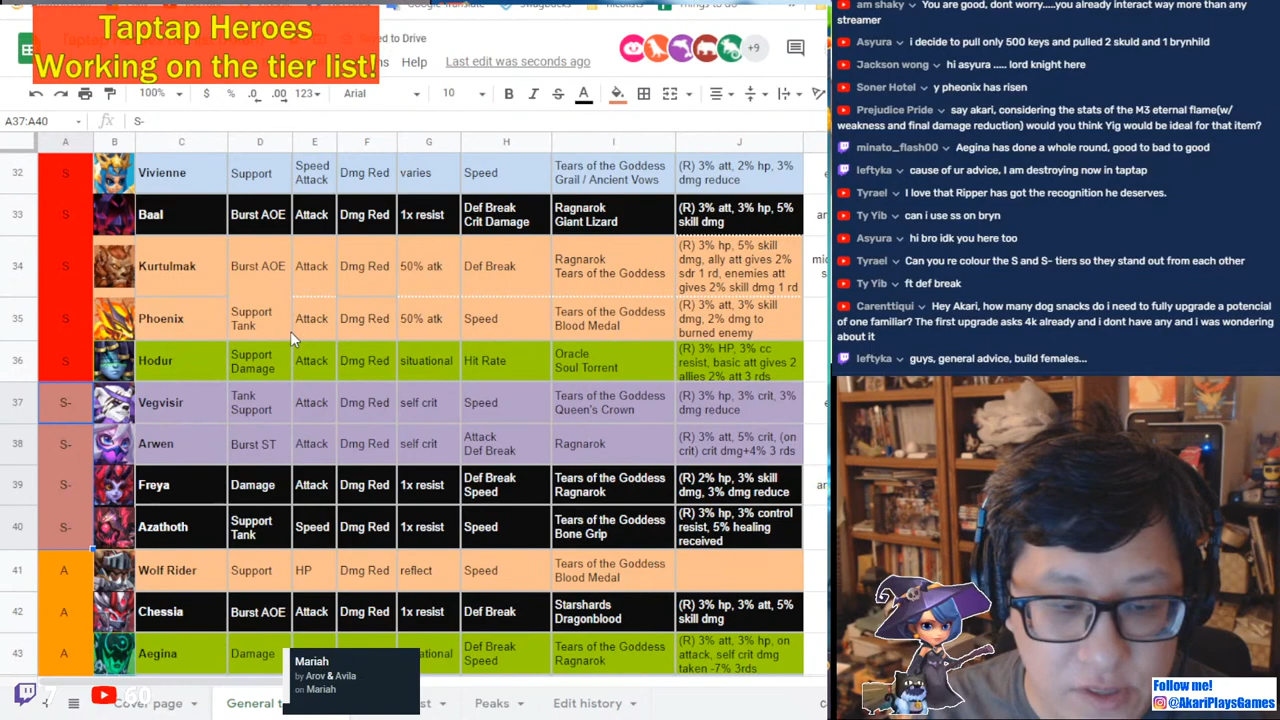 Google Translate
Swagbucks
Nicolists
Things to do
Taptap Heroes
Working on the tier list!
ed to Drive
Help
Last edit was seconds ago
+9
100%
$ % .0 .00 123
Arial
10
B I S A
A37:A40
fx
S-
A B C D E F G H I J
32 S Vivienne Support Speed Attack Dmg Red varies Speed Tears of the Goddess Grail / Ancient Vows (R) 3% att, 2% hp, 3% dmg reduce
33 S Baal Burst AOE Attack Dmg Red 1x resist Def Break Crit Damage Ragnarok Giant Lizard (R) 3% att, 3% hp, 5% skill dmg
34 S Kurtulmak Burst AOE Attack Dmg Red 50% atk Def Break Ragnarok Tears of the Goddess (R) 3% hp, 5% skill dmg, ally att gives 2% sdr 1 rd, enemies att gives 2% skill dmg 1 rd
S Phoenix Support Tank Attack Dmg Red 50% atk Speed Tears of the Goddess Blood Medal (R) 3% att, 3% skill dmg, 2% dmg to burned enemy
36 S Hodur Support Damage Attack Dmg Red situational Hit Rate Oracle Soul Torrent (R) 3% HP, 3% cc resist, basic att gives 2 allies 2% att 3 rds
37 S- Vegvisir Tank Support Attack Dmg Red self crit Speed Tears of the Goddess Queen's Crown (R) 3% hp, 3% crit, 3% dmg reduce
38 S- Arwen Burst ST Attack Dmg Red self crit Attack Def Break Ragnarok (R) 3% att, 5% crit, (on crit) crit dmg+4% 3 rds
39 S- Freya Damage Attack Dmg Red 1x resist Def Break Speed Tears of the Goddess Ragnarok (R) 2% hp, 3% skill dmg, 3% dmg reduce
40 S- Azathoth Support Tank Speed Dmg Red 1x resist Speed Tears of the Goddess Bone Grip (R) 3% hp, 3% control resist, 5% healing received
41 A Wolf Rider Support HP Dmg Red reflect Speed Tears of the Goddess Blood Medal
42 A Chessia Burst AOE Attack Dmg Red 1x resist Def Break Starshards Dragonblood (R) 3% hp, 3% att, 5% skill dmg
43 A Aegina Damage ational Def Break Speed Tears of the Goddess Ragnarok (R) 3% att, 3% hp, on attack, self crit dmg taken -7% 3rds
Mariah
by Arov & Avila
on Mariah
7
60
Cover page
General t
st
Peaks
Edit history
am shaky You are good, dont worry.....you already interact way more than any
streamer
Asyura i decide to pull only 500 keys and pulled 2 skuld and 1 brynhild
Jackson wong hi asyura ..... lord knight here
Soner Hotel y pheonix has risen
Prejudice Pride say akari, considering the stats of the M3 eternal flame(w/
weakness and final damage reduction) would you think Yig would be ideal for that item?
minato_flash00 Aegina has done a whole round, good to bad to good
leftyka cause of ur advice, I am destroying now in taptap
Tyrael I love that Ripper has got the recognition he deserves.
Ty Yib can i use ss on bryn
Asyura hi bro idk you here too
Tyrael Can you re colour the S and S- tiers so they stand out from each other
Ty Yib ft def break
Carenttiqui Hey Akari, how many dog snacks do i need to fully upgrade a potencial
of one familiar? The first upgrade asks 4k already and i dont have any and i was wondering
about it
leftyka guys, general advice, build females...
Follow me!
@AkariPlaysGames